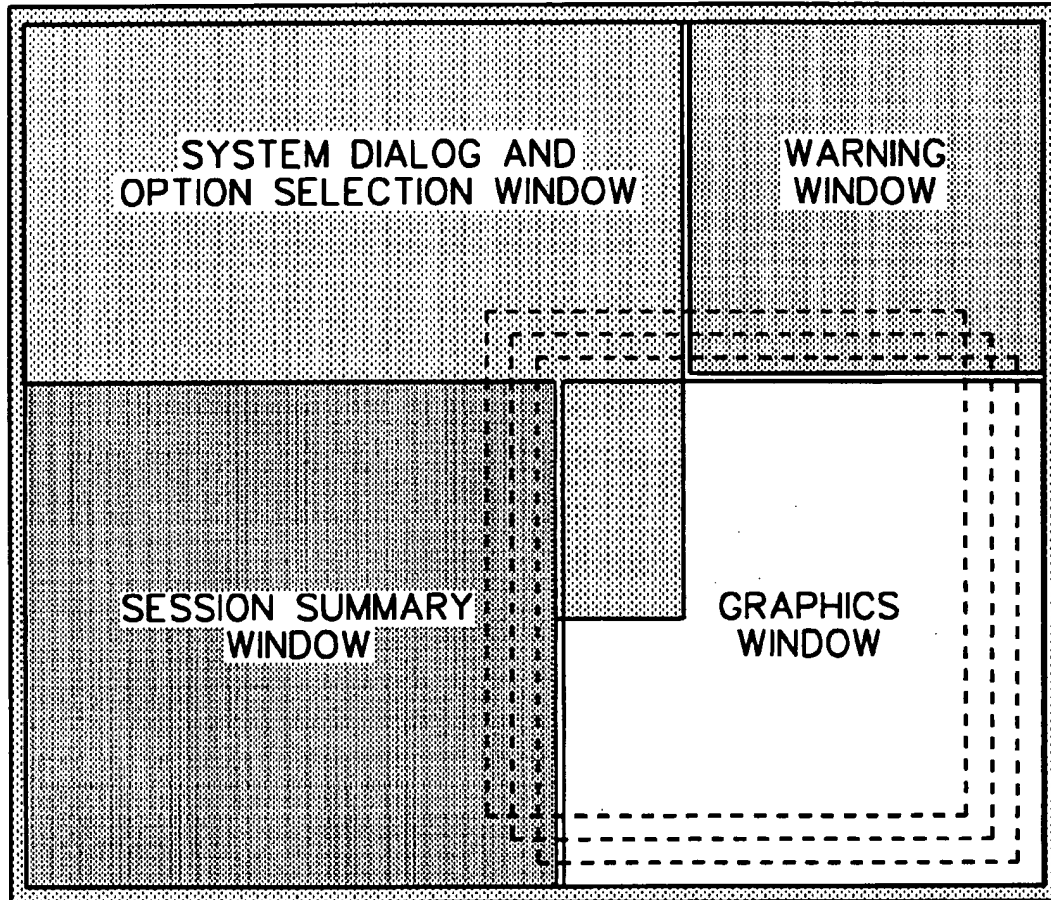 SYSTEM DIALOG AND
OPTION SELECTION WINDOW
WARNING
WINDOW
SESSION SUMMARY
WINDOW
GRAPHICS
WINDOW